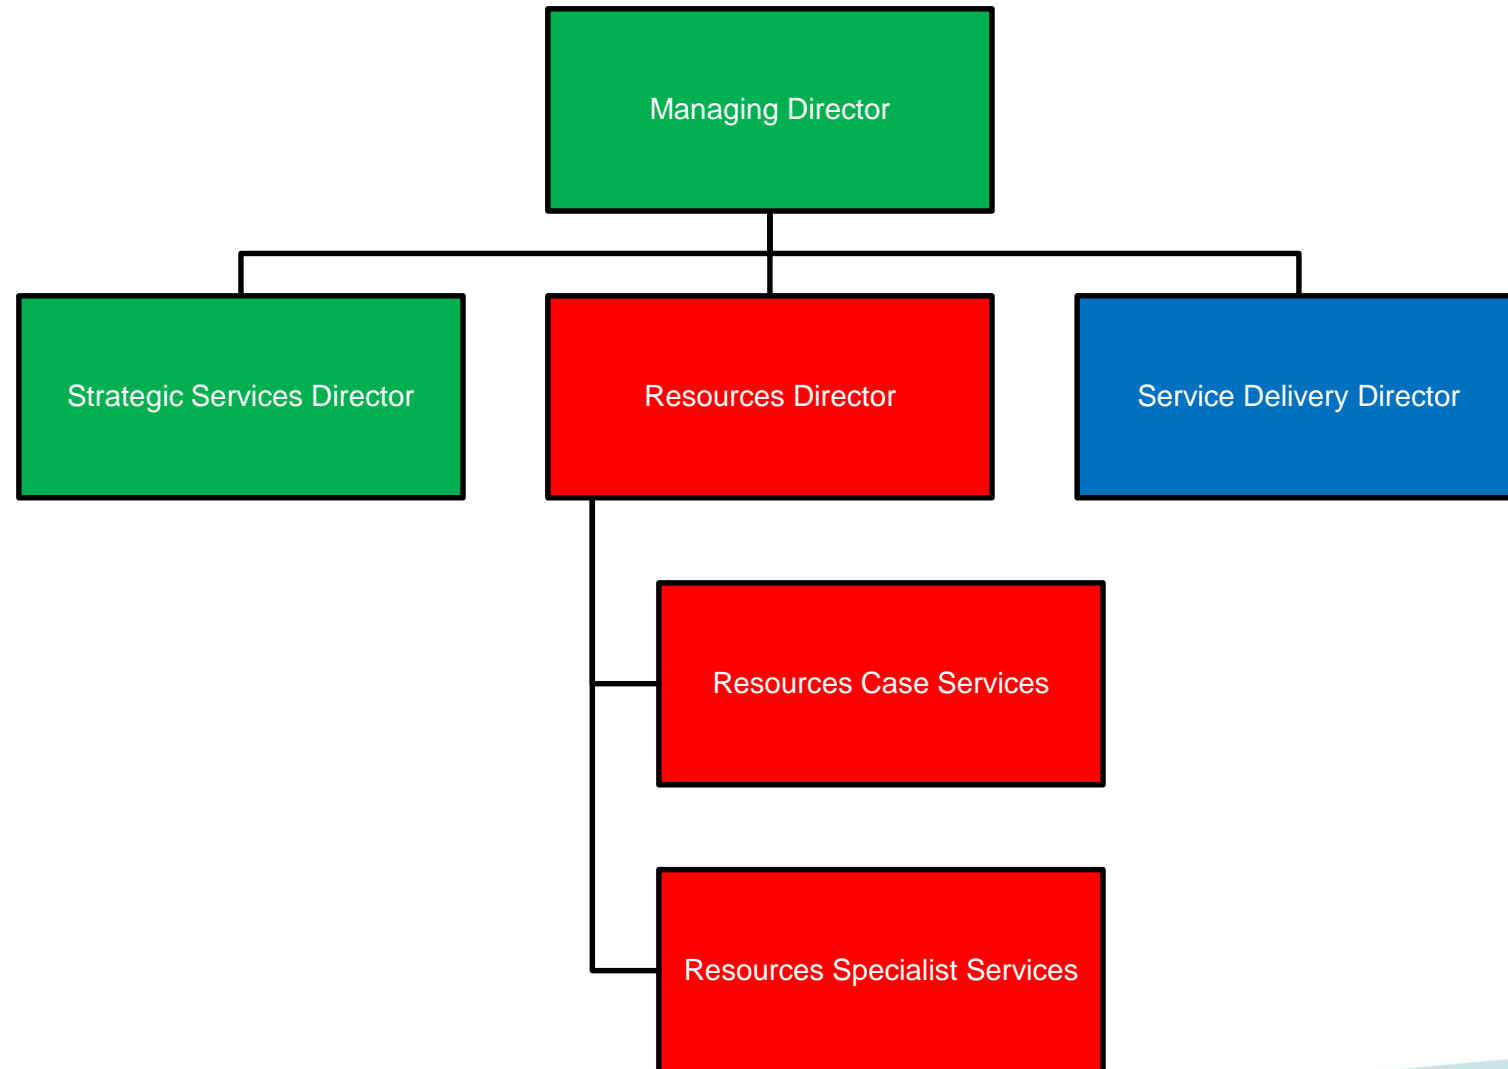 Managing Director
Strategic Services Director
Resources Director
Service Delivery Director
Resources Case Services
Resources Specialist Services